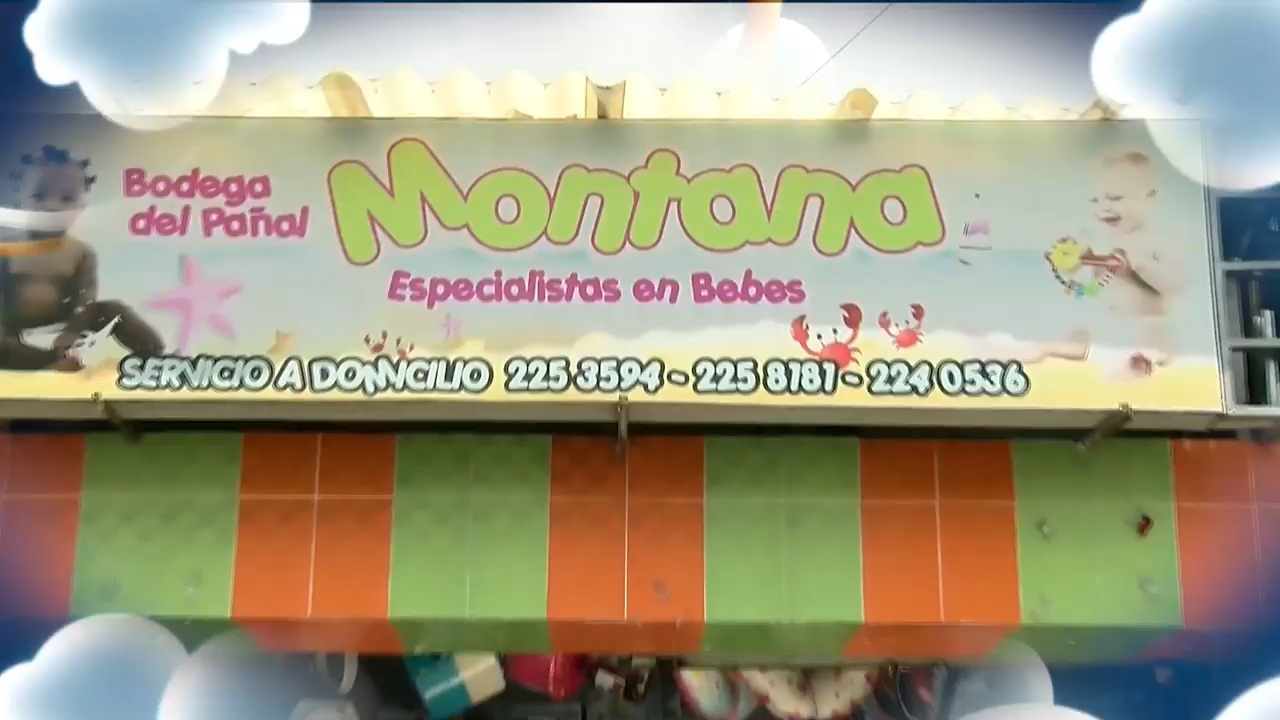 Bodega
del Pañal
Montana
Especialistas en Bebes
SERVICIO A DOMICILIO 225 3594 - 225 8181 - 224 0536